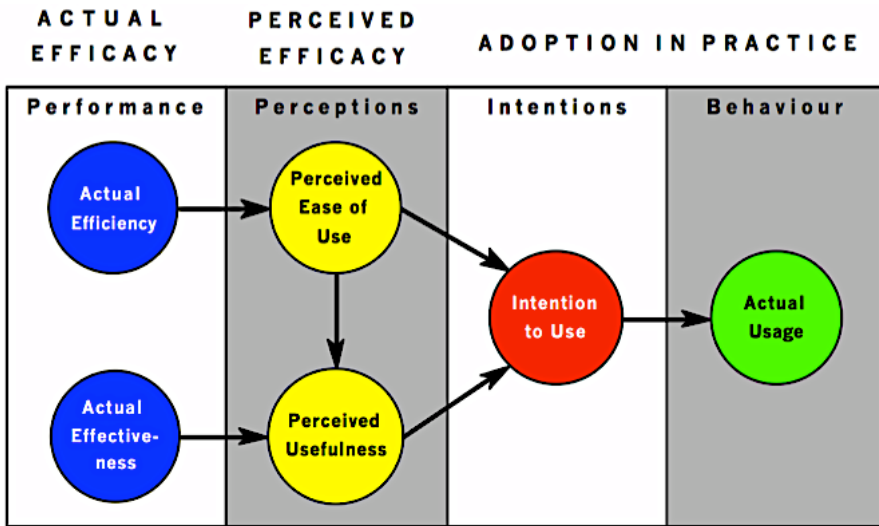 ACTUAL
EFFICACY
PERCEIVED
EFFICACY
ADOPTION IN PRACTICE
Performance
Perceptions
Intentions
Behaviour
Actual
Efficiency
Perceived
Ease of
Use
Intention
to Use
Actual
Usage
Actual
Effective-
ness
Perceived
Usefulness